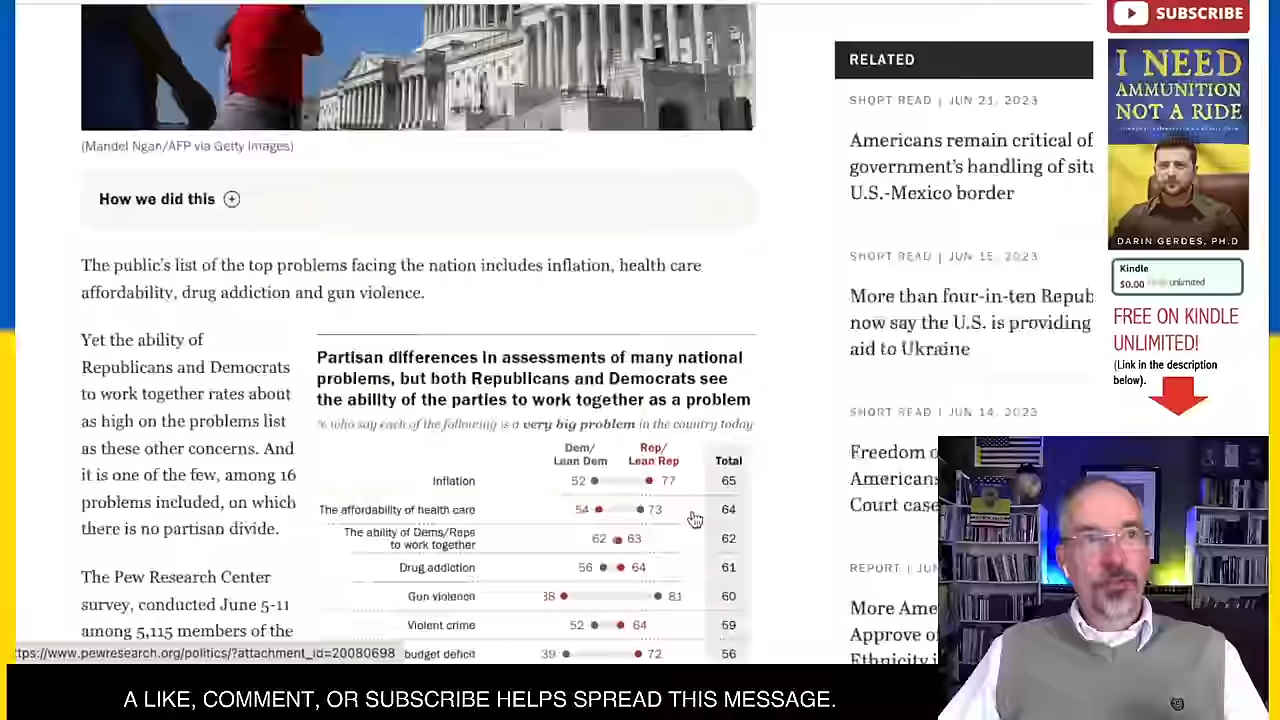 (Mandel Ngan/AFP via Getty Images)
How we did this
The public's list of the top problems facing the nation includes inflation, health care
affordability, drug addiction and gun violence.
Yet the ability of
Republicans and Democrats
to work together rates about
as high on the problems list
as these other concerns. And
it is one of the few, among 16
problems included, on which
there is no partisan divide.
The Pew Research Center
survey, conducted June 5-11
among 5,115 members of the
Partisan differences in assessments of many national
problems, but both Republicans and Democrats see
the ability of the parties to work together as a problem
% who say each of the following is a very big problem in the country today
Dem/ Rep/
Lean Dem Lean Rep Total
Inflation 52 77 65
The affordability of health care 54 73 64
The ability of Dems/Reps
to work together 62 63 62
Drug addiction 56 64 61
Gun violence 38 81 60
Violent crime 52 64 59
budget deficit 39 72 56
ttps://www.pewresearch.org/politics/?attachment_id=20080698
RELATED
SHORT READ | JUN 21, 2023
Americans remain critical of
government's handling of situ
U.S.-Mexico border
SHORT READ | JUN 15, 2023
More than four-in-ten Repub
now say the U.S. is providing
aid to Ukraine
SHORT READ | JUN 14, 2023
Freedom o
Americans
Court case
REPORT | JUN
More Ame
Approve of
Ethnicity i
SUBSCRIBE
I NEED
AMMUNITION
NOT A RIDE
DARIN GERDES, PH.D
Kindle
$0.00 unlimited
FREE ON KINDLE
UNLIMITED!
(Link in the description
below).
A LIKE, COMMENT, OR SUBSCRIBE HELPS SPREAD THIS MESSAGE.